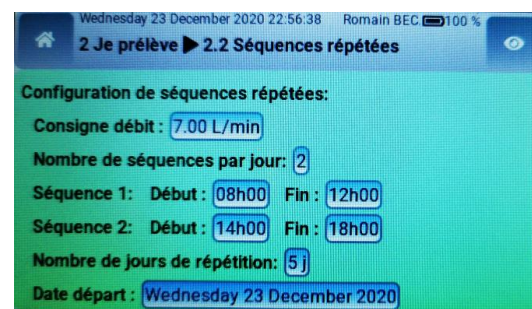 Wednesday 23 December 2020 22:56:38 Romain BEC 100 %
2 Je prélève ▶ 2.2 Séquences répétées
Configuration de séquences répétées:
Consigne débit : 7.00 L/min
Nombre de séquences par jour: 2
Séquence 1: Début : 08h00 Fin : 12h00
Séquence 2: Début : 14h00 Fin : 18h00
Nombre de jours de répétition: 5 j
Date départ : Wednesday 23 December 2020